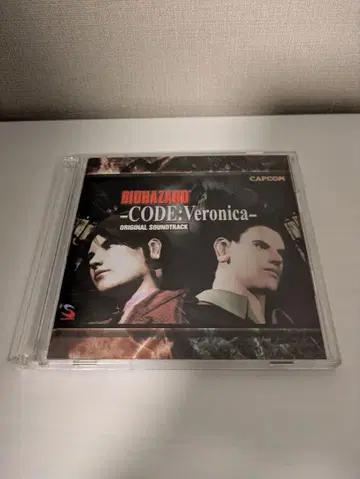 CAPCOM
BIOHAZARD
-CODE:Veronica-
ORIGINAL SOUNDTRACK